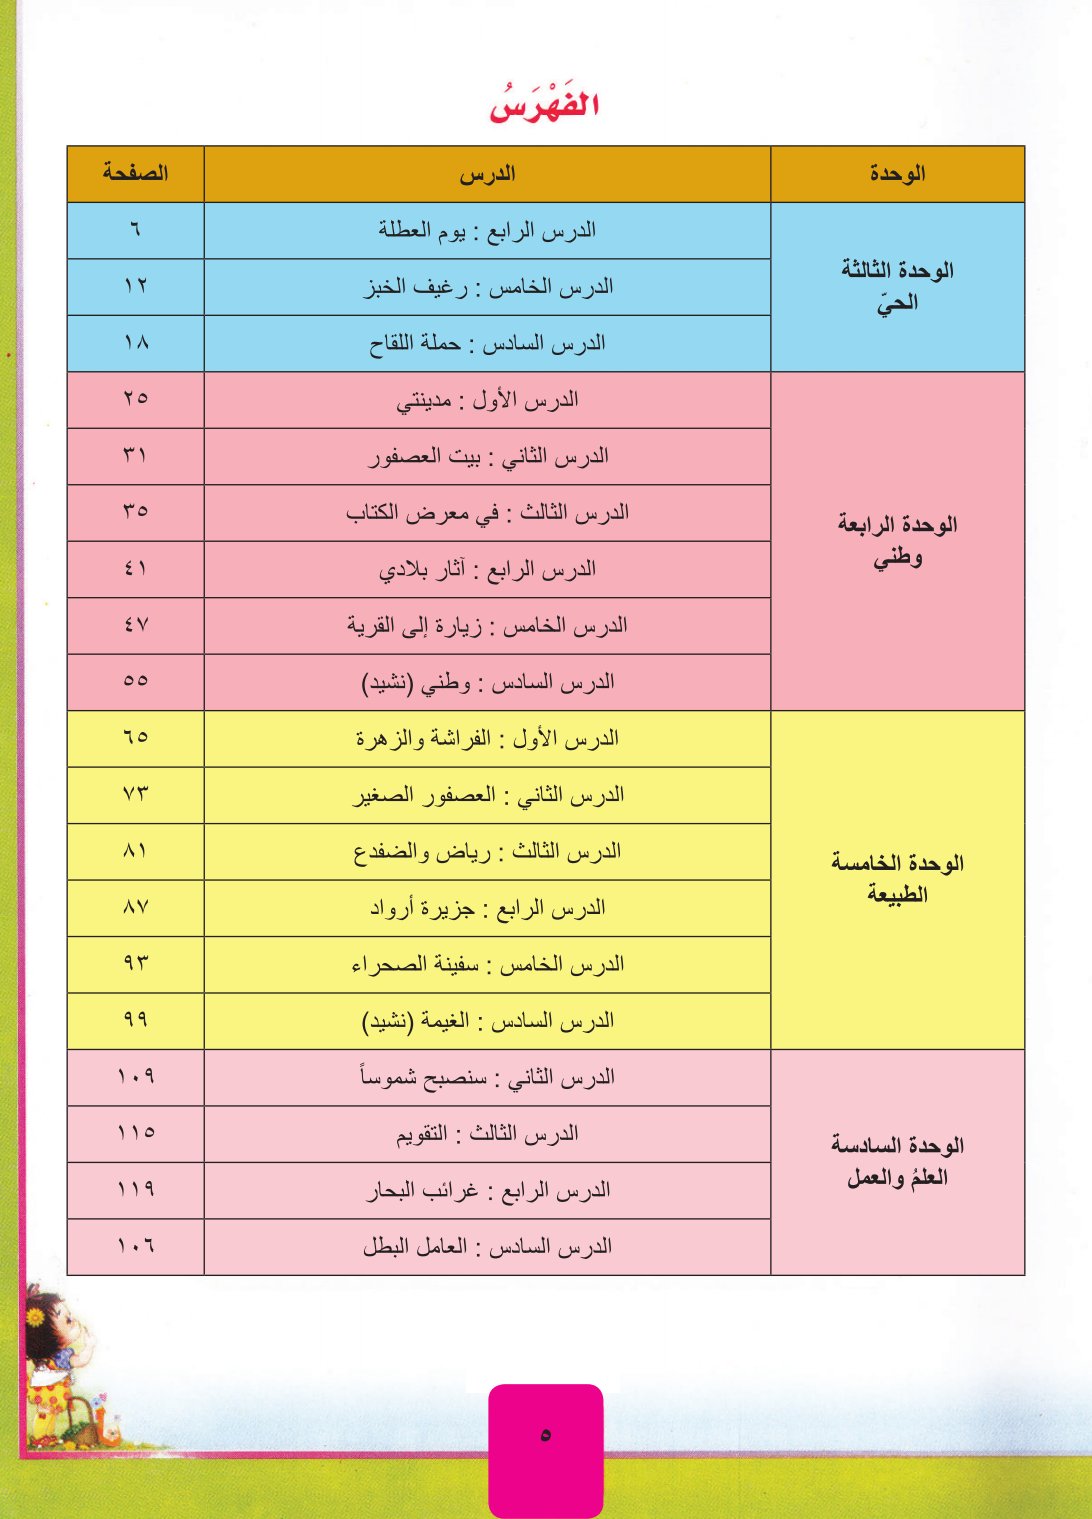 الفَهْرَسُ
الوحدة الدرس الصفحة
الوحدة الثالثة
الحيّ
الدرس الرابع : يوم العطلة ٦
الدرس الخامس : رغيف الخبز ١٢
الدرس السادس : حملة اللقاح ١٨
الوحدة الرابعة
وطني
الدرس الأول : مدينتي ٢٥
الدرس الثاني : بيت العصفور ٣١
الدرس الثالث : في معرض الكتاب ٣٥
الدرس الرابع : آثار بلادي ٤١
الدرس الخامس : زيارة إلى القرية ٤٧
الدرس السادس : وطني (نشيد) ٥٥
الوحدة الخامسة
الطبيعة
الدرس الأول : الفراشة والزهرة ٦٥
الدرس الثاني : العصفور الصغير ٧٣
الدرس الثالث : رياض والضفدع ٨١
الدرس الرابع : جزيرة أرواد ٨٧
الدرس الخامس : سفينة الصحراء ٩٣
الدرس السادس : الغيمة (نشيد) ٩٩
الوحدة السادسة
العلمُ والعمل
الدرس الثاني : سنصبح شموساً ١٠٩
الدرس الثالث : التقويم ١١٥
الدرس الرابع : غرائب البحار ١١٩
الدرس السادس : العامل البطل ١٠٦
٥